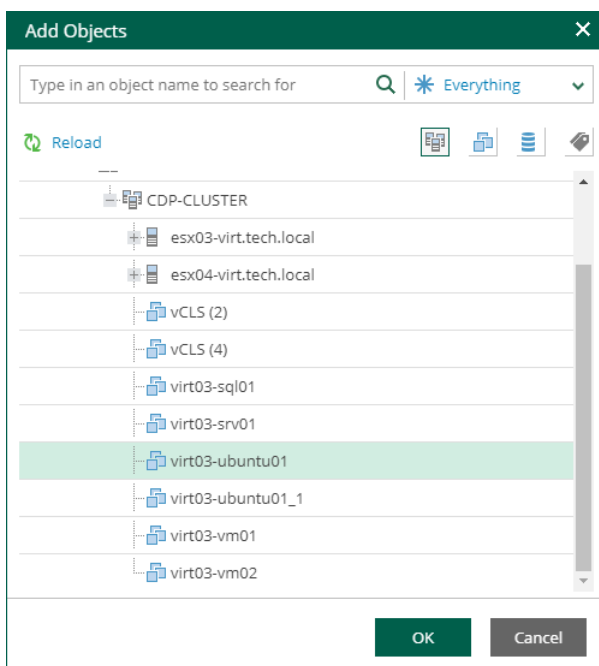 Add Objects
Type in an object name to search for Everything
Reload
CDP-CLUSTER
esx03-virt.tech.local
esx04-virt.tech.local
vCLS (2)
vCLS (4)
virt03-sql01
virt03-srv01
virt03-ubuntu01
virt03-ubuntu01_1
virt03-vm01
virt03-vm02
OK Cancel